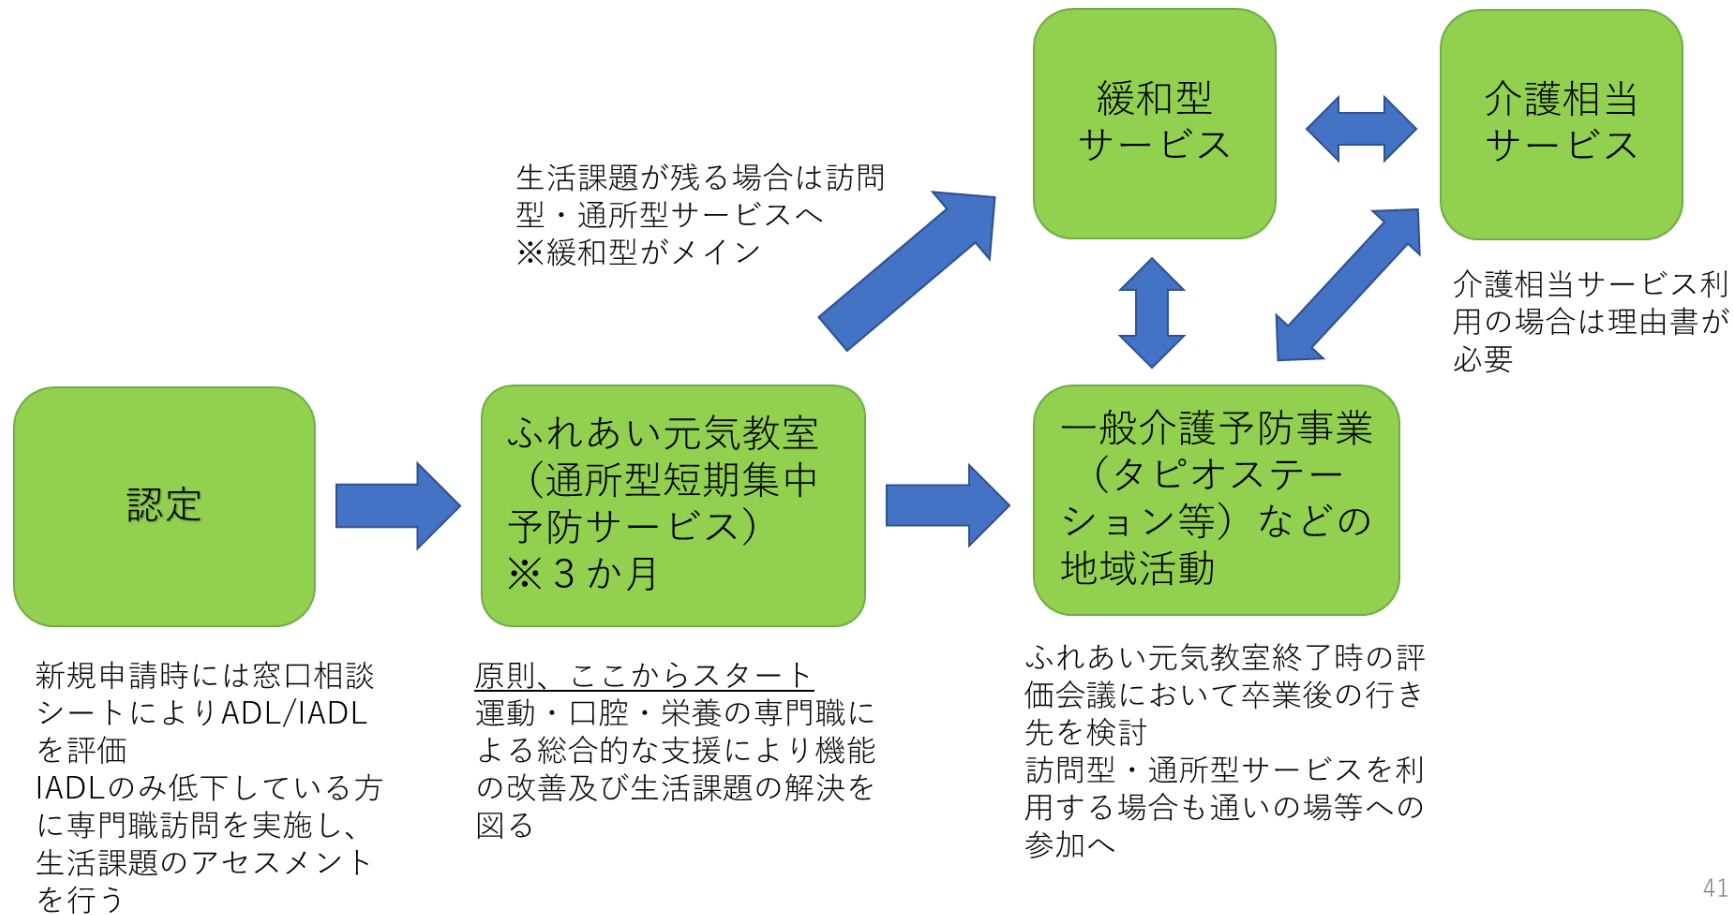 緩和型
サービス
介護相当
サービス
生活課題が残る場合は訪問
型・通所型サービスへ
※緩和型がメイン
介護相当サービス利
用の場合は理由書が
必要
認定
ふれあい元気教室
（通所型短期集中
予防サービス）
※３か月
一般介護予防事業
（タピオステー
ション等）などの
地域活動
新規申請時には窓口相談
シートによりADL/IADL
を評価
IADLのみ低下している方
に専門職訪問を実施し、
生活課題のアセスメント
を行う
原則、ここからスタート
運動・口腔・栄養の専門職に
よる総合的な支援により機能
の改善及び生活課題の解決を
図る
ふれあい元気教室終了時の評
価会議において卒業後の行き
先を検討
訪問型・通所型サービスを利
用する場合も通いの場等への
参加へ
41